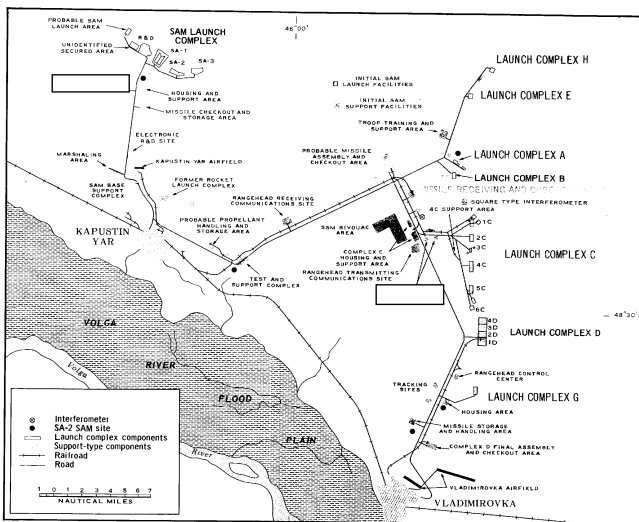 PROBABLE SAM
LAUNCH AREA
R&D
SAM LAUNCH
COMPLEX
UNIDENTIFIED
SECURED AREA
SA-1
SA-2
SA-3
HOUSING AND
SUPPORT AREA
MISSILE CHECKOUT AND
STORAGE AREA
ELECTRONIC
R&D SITE
MARSHALING
AREA
KAPUSTIN YAR AIRFIELD
SAM BASE
SUPPORT
COMPLEX
FORMER ROCKET
LAUNCH COMPLEX
RANGEHEAD RECEIVING
COMMUNICATIONS SITE
PROBABLE PROPELLANT
HANDLING AND
STORAGE AREA
KAPUSTIN
YAR
TEST AND
SUPPORT COMPLEX
46°00'
INITIAL SAM
LAUNCH FACILITIES
INITIAL SAM
SUPPORT FACILITIES
TROOP TRAINING AND
SUPPORT AREA
PROBABLE MISSILE
ASSEMBLY AND
CHECKOUT AREA
LAUNCH COMPLEX H
LAUNCH COMPLEX E
LAUNCH COMPLEX A
LAUNCH COMPLEX B
MISSILE RECEIVING AND
SQUARE TYPE INTERFEROMETER
4C SUPPORT AREA
1C
2C
3C
4C
5C
6C
LAUNCH COMPLEX C
SSM BIVOUAC
AREA
COMPLEX C
HOUSING AND
SUPPORT AREA
RANGEHEAD TRANSMITTING
COMMUNICATIONS SITE
48°30'
4D
3D
2D
1D
LAUNCH COMPLEX D
RANGEHEAD CONTROL
CENTER
TRACKING
SITES
LAUNCH COMPLEX G
HOUSING AREA
MISSILE STORAGE
AND HANDLING AREA
COMPLEX D FINAL ASSEMBLY
AND CHECKOUT AREA
VLADIMIROVKA AIRFIELD
VLADIMIROVKA
VOLGA
RIVER
FLOOD
PLAIN
Volga
River
Interferometer
SA-2 SAM site
Launch complex components
Support-type components
Railroad
Road
1 0 1 2 3 4 5 6 7
NAUTICAL MILES